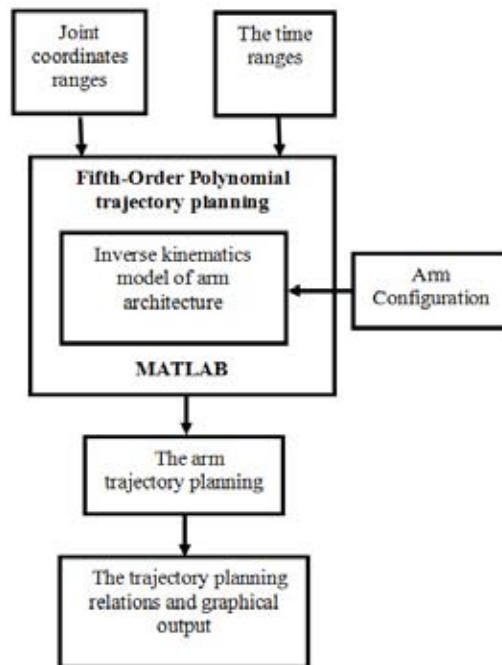 Joint
coordinates
ranges
The time
ranges
Fifth-Order Polynomial
trajectory planning
Inverse kinematics
model of arm
architecture
Arm
Configuration
MATLAB
The arm
trajectory planning
The trajectory planning
relations and graphical
output